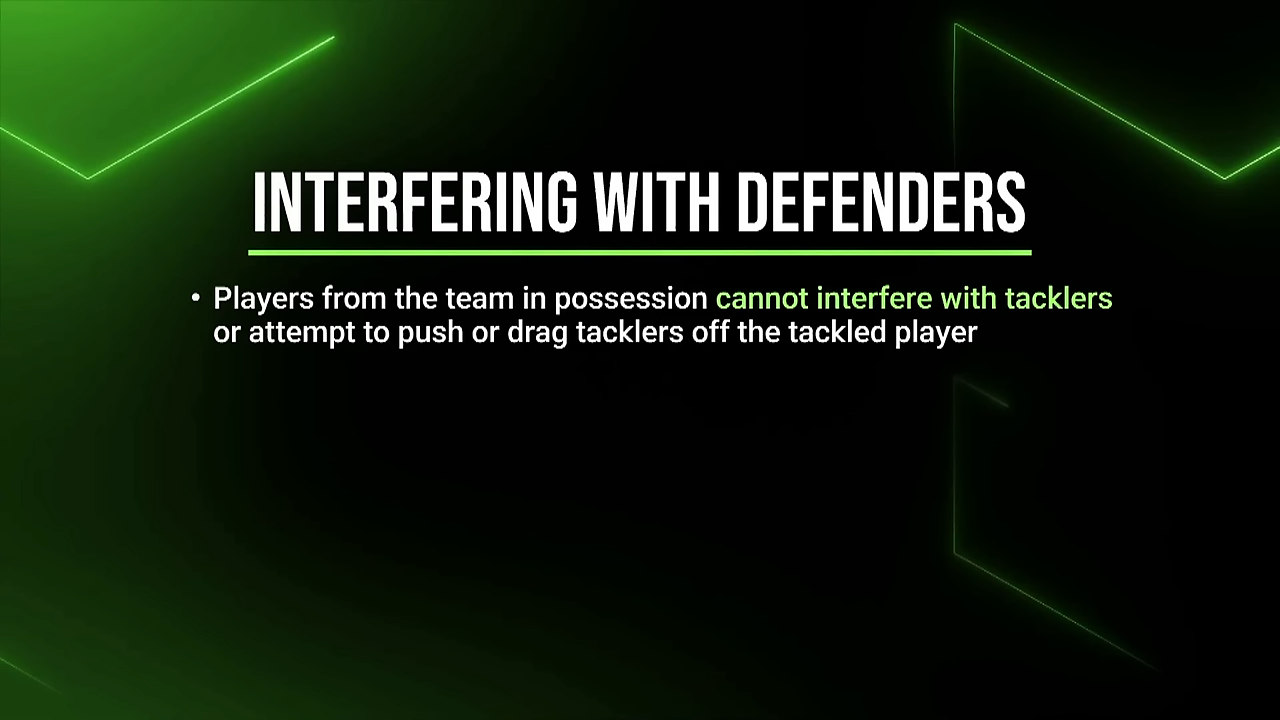 INTERFERING WITH DEFENDERS
• Players from the team in possession cannot interfere with tacklers
or attempt to push or drag tacklers off the tackled player